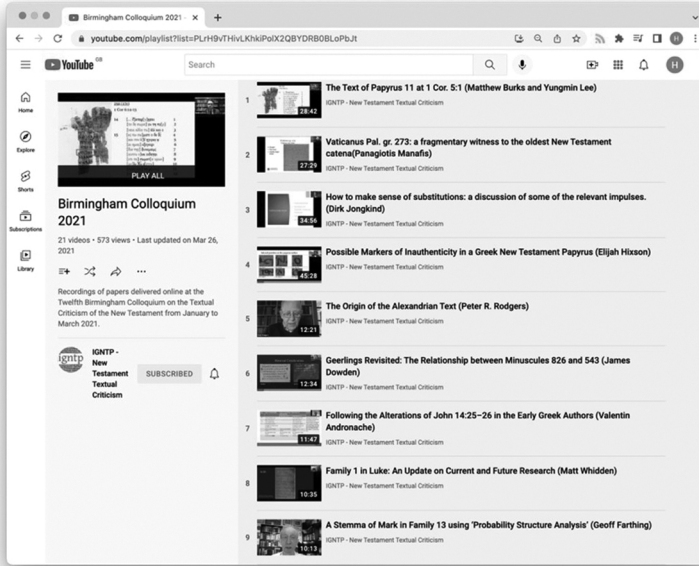 Birmingham Colloquium 2021 -
youtube.com/playlist?list=PLrH9vTHivLKhkiPolX2QBYDRB0BLoPbJt
H
YouTube GB
Search
H
Home
Explore
Shorts
Subscriptions
Library
PLAY ALL
Birmingham Colloquium
2021
21 videos • 573 views • Last updated on Mar 26,
2021
Recordings of papers delivered online at the
Twelfth Birmingham Colloquium on the Textual
Criticism of the New Testament from January to
March 2021.
igntp
IGNTP -
New
Testament
Textual
Criticism
SUBSCRIBED
1
28:42
The Text of Papyrus 11 at 1 Cor. 5:1 (Matthew Burks and Yungmin Lee)
IGNTP - New Testament Textual Criticism
2
27:29
Vaticanus Pal. gr. 273: a fragmentary witness to the oldest New Testament
catena(Panagiotis Manafis)
IGNTP - New Testament Textual Criticism
3
34:56
How to make sense of substitutions: a discussion of some of the relevant impulses.
(Dirk Jongkind)
IGNTP - New Testament Textual Criticism
4
45:28
Possible Markers of Inauthenticity in a Greek New Testament Papyrus (Elijah Hixson)
IGNTP - New Testament Textual Criticism
5
12:21
The Origin of the Alexandrian Text (Peter R. Rodgers)
IGNTP - New Testament Textual Criticism
6
12:34
Geerlings Revisited: The Relationship between Minuscules 826 and 543 (James
Dowden)
IGNTP - New Testament Textual Criticism
7
11:47
Following the Alterations of John 14:25–26 in the Early Greek Authors (Valentin
Andronache)
IGNTP - New Testament Textual Criticism
8
10:35
Family 1 in Luke: An Update on Current and Future Research (Matt Whidden)
IGNTP - New Testament Textual Criticism
9
10:13
A Stemma of Mark in Family 13 using ‘Probability Structure Analysis’ (Geoff Farthing)
IGNTP - New Testament Textual Criticism